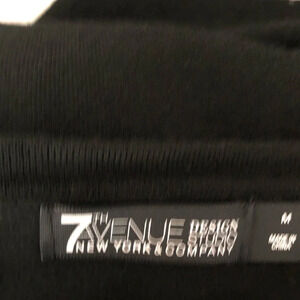 7TH AVENUE DESIGN STUDIO
NEW YORK & COMPANY
M
MADE IN
CHINA